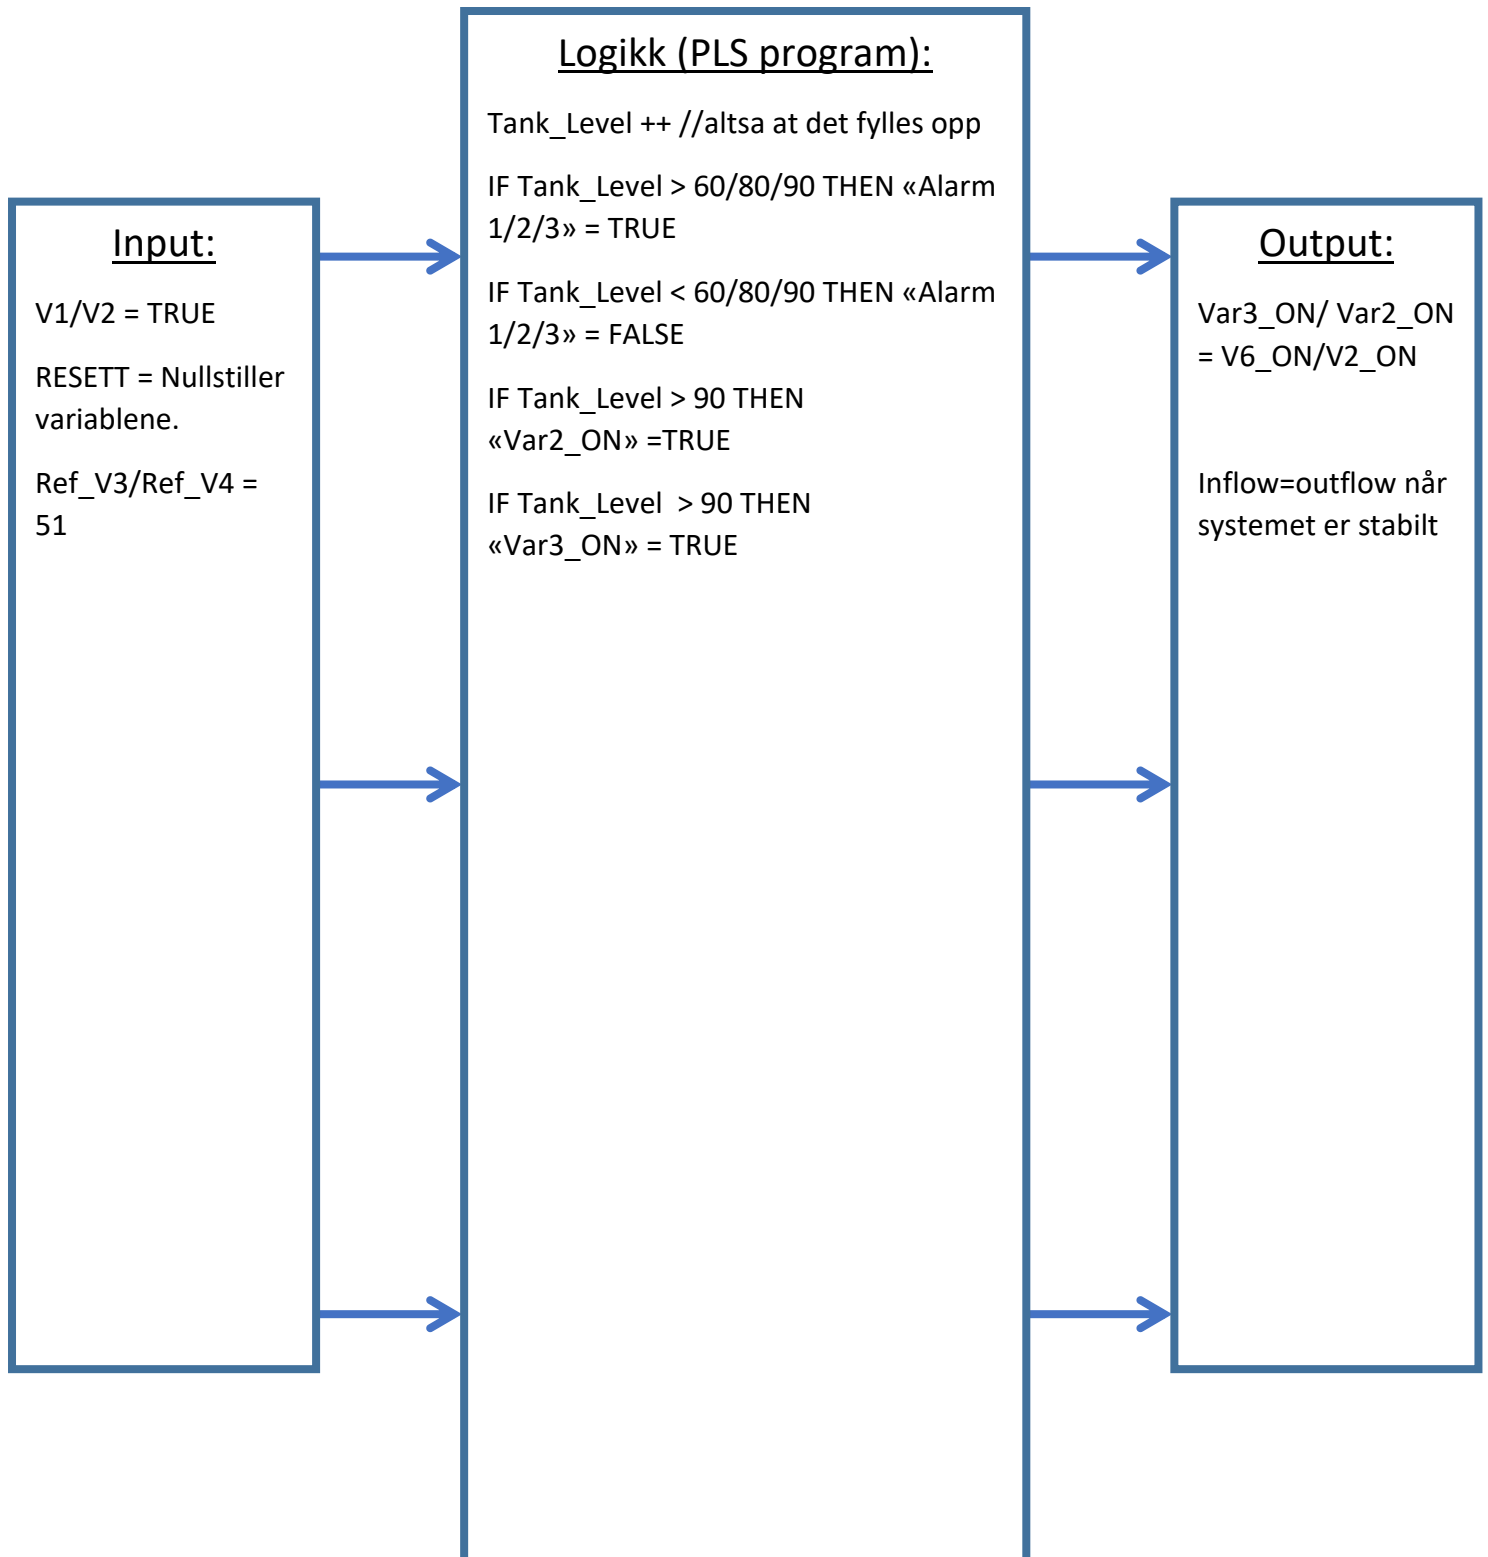 Logikk (PLS program):
Tank_Level ++ //altsa at det fylles opp
IF Tank_Level > 60/80/90 THEN «Alarm
1/2/3» = TRUE
IF Tank_Level < 60/80/90 THEN «Alarm
1/2/3» = FALSE
IF Tank_Level > 90 THEN
«Var2_ON» =TRUE
IF Tank_Level  > 90 THEN
«Var3_ON» = TRUE
Input:
V1/V2 = TRUE
RESETT = Nullstiller
variablene.
Ref_V3/Ref_V4 =
51
Output:
Var3_ON/ Var2_ON
= V6_ON/V2_ON
Inflow=outflow når
systemet er stabilt